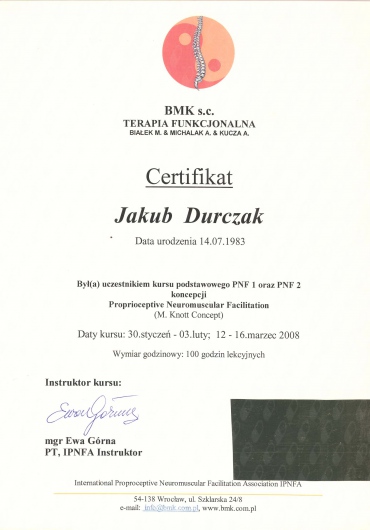 BMK s.c.
TERAPIA FUNKCJONALNA
BIAŁEK M. & MICHALAK A. & KUCZA A.
Certifikat
Jakub Durczak
Data urodzenia 14.07.1983
Był(a) uczestnikiem kursu podstawowego PNF 1 oraz PNF 2
koncepcji
Proprioceptive Neuromuscular Facilitation
(M. Knott Concept)
Daty kursu: 30.styczeń - 03.luty; 12 - 16.marzec 2008
Wymiar godzinowy: 100 godzin lekcyjnych
Instruktor kursu:
Ewa Górna
mgr Ewa Górna
PT, IPNFA Instruktor
International Proproceptive Neuromuscular Facilitation Association IPNFA
54-138 Wrocław, ul. Szklarska 24/8
e-mail: info@bmk.com.pl, www.bmk.com.pl